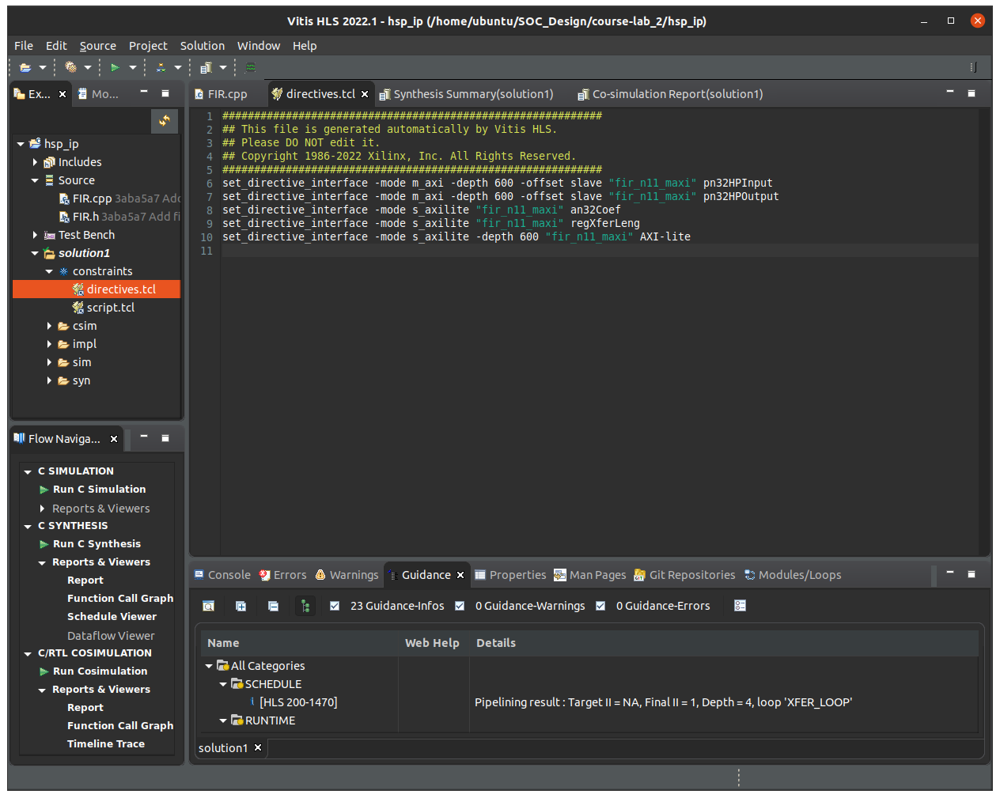 Vitis HLS 2022.1 - hsp_ip (/home/ubuntu/SOC_Design/course-lab_2/hsp_ip)
File Edit Source Project Solution Window Help
Ex... Mo...
hsp_ip
Includes
Source
FIR.cpp 3aba5a7 Adc
FIR.h 3aba5a7 Add fi
Test Bench
solution1
constraints
directives.tcl
script.tcl
csim
impl
sim
syn
Flow Naviga...
C SIMULATION
Run C Simulation
Reports & Viewers
C SYNTHESIS
Run C Synthesis
Reports & Viewers
Report
Function Call Graph
Schedule Viewer
Dataflow Viewer
C/RTL COSIMULATION
Run Cosimulation
Reports & Viewers
Report
Function Call Graph
Timeline Trace
FIR.cpp directives.tcl Synthesis Summary(solution1) Co-simulation Report(solution1)
1 ############################################################
2 ## This file is generated automatically by Vitis HLS.
3 ## Please DO NOT edit it.
4 ## Copyright 1986-2022 Xilinx, Inc. All Rights Reserved.
5 ############################################################
6 set_directive_interface -mode m_axi -depth 600 -offset slave "fir_n11_maxi" pn32HPInput
7 set_directive_interface -mode m_axi -depth 600 -offset slave "fir_n11_maxi" pn32HPOutput
8 set_directive_interface -mode s_axilite "fir_n11_maxi" an32Coef
9 set_directive_interface -mode s_axilite "fir_n11_maxi" regXferLeng
10 set_directive_interface -mode s_axilite -depth 600 "fir_n11_maxi" AXI-lite
11
Console Errors Warnings Guidance Properties Man Pages Git Repositories Modules/Loops
23 Guidance-Infos 0 Guidance-Warnings 0 Guidance-Errors
Name Web Help Details
All Categories
SCHEDULE
[HLS 200-1470] Pipelining result : Target II = NA, Final II = 1, Depth = 4, loop 'XFER_LOOP'
RUNTIME
solution1